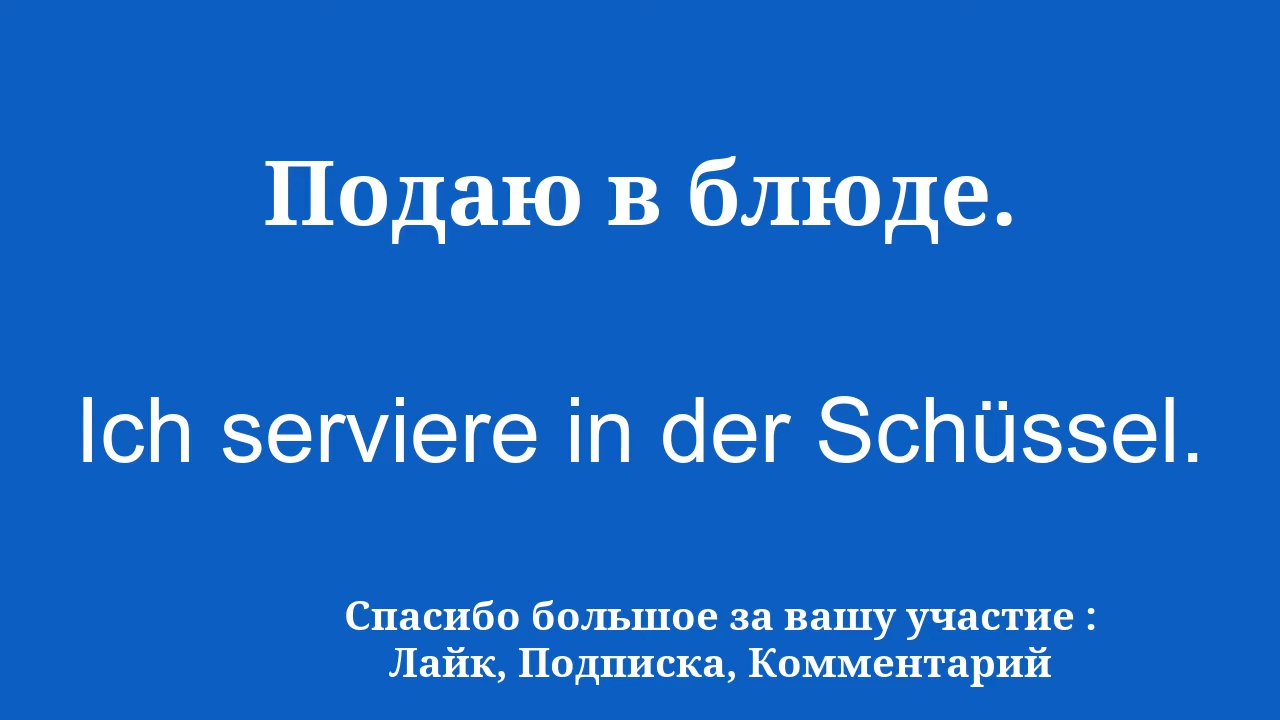 Подаю в блюде.
Ich serviere in der Schüssel.
Спасибо большое за вашу участие :
Лайк, Подписка, Комментарий